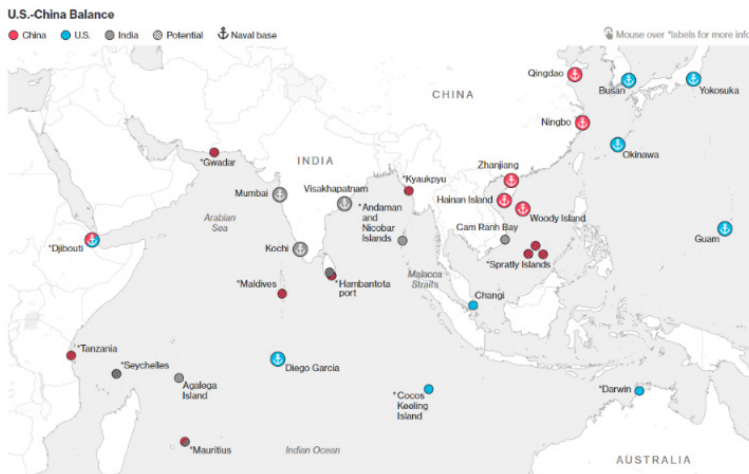 U.S.-China Balance
China U.S. India Potential Naval base
Mouse over *labels for more info
Qingdao
Busan
Yokosuka
CHINA
Ningbo
Okinawa
*Gwadar
INDIA
Zhanjiang
*Kyaukpyu
Mumbai
Visakhapatnam
Hainan Island
*Andaman
and
Nicobar
Islands
Woody Island
Arabian
Sea
Cam Ranh Bay
Guam
*Djibouti
Kochi
*Spratly Islands
*Maldives
*Hambantota
port
Malacca
Straits
Changi
*Tanzania
*Seychelles
Agalega
Island
Diego Garcia
*Cocos
Keeling
Island
*Darwin
*Mauritius
Indian Ocean
AUSTRALIA